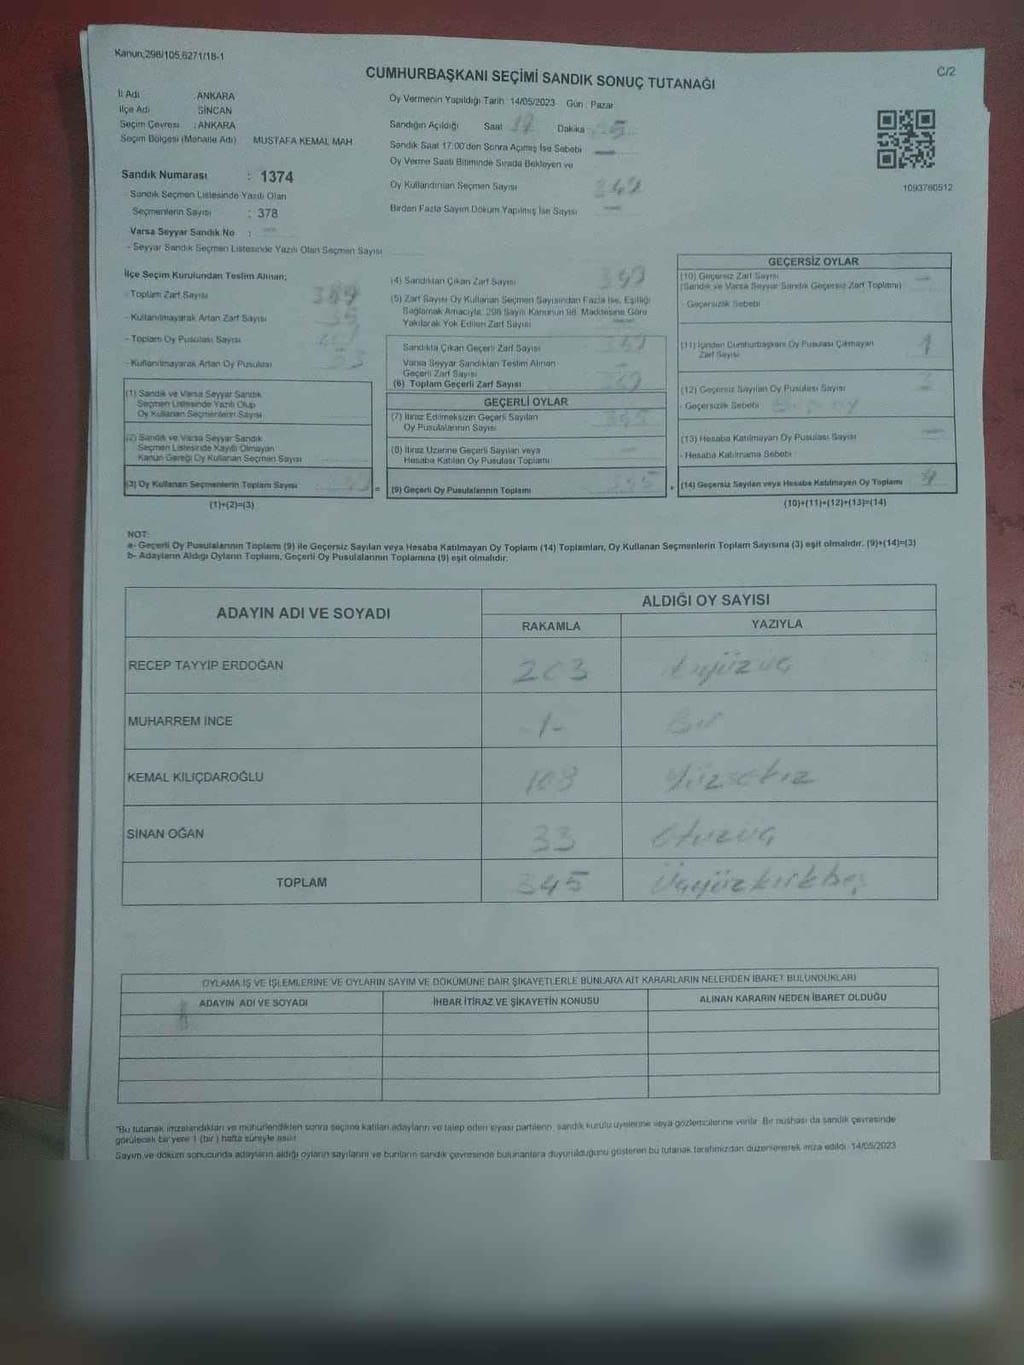 Kanun;298/105,6271/18-1
C/2
CUMHURBAŞKANI SEÇİMİ SANDIK SONUÇ TUTANAĞI
İl Adı : ANKARA
İlçe Adı : SİNCAN
Seçim Çevresi : ANKARA
Seçim Bölgesi (Mahalle Adı) MUSTAFA KEMAL MAH
Sandık Numarası : 1374
- Sandık Seçmen Listesinde Yazılı Olan
Seçmenlerin Sayısı : 378
Varsa Seyyar Sandık No : —
- Seyyar Sandık Seçmen Listesinde Yazılı Olan Seçmen Sayısı
Oy Vermenin Yapıldığı Tarih : 14/05/2023 Gün : Pazar
Sandığın Açıldığı Saat 17 Dakika
Sandık Saat 17:00'den Sonra Açımış İse Sebebi —
Oy Verme Saati Bitiminde Sırada Bekleyen ve
Oy Kullandırılan Seçmen Sayısı
Birden Fazla Sayım Döküm Yapılmış İse Sayısı —
1093760512
İlçe Seçim Kurulundan Teslim Alınan;
- Toplam Zarf Sayısı
- Kullanılmayarak Artan Zarf Sayısı
- Toplam Oy Pusulası Sayısı
- Kullanılmayarak Artan Oy Pusulası
(1) Sandık ve Varsa Seyyar Sandık
Seçmen Listesinde Yazılı Olup
Oy Kullanan Seçmenlerin Sayısı
(2) Sandık ve Varsa Seyyar Sandık
Seçmen Listesinde Kayıtlı Olmayan
Kanun Gereği Oy Kullanan Seçmen Sayısı
(3) Oy Kullanan Seçmenlerin Toplam Sayısı
(1)+(2)=(3)
(4) Sandıktan Çıkan Zarf Sayısı
(5) Zarf Sayısı Oy Kullanan Seçmen Sayısından Fazla İse, Eşitliği
Sağlamak Amacıyla, 298 Sayılı Kanunun 98. Maddesine Göre
Yakılarak Yok Edilen Zarf Sayısı —
Sandıkta Çıkan Geçerli Zarf Sayısı
Varsa Seyyar Sandıktan Teslim Alınan
Geçerli Zarf Sayısı —
(6) Toplam Geçerli Zarf Sayısı
GEÇERLİ OYLAR
(7) İtiraz Edilmeksizin Geçerli Sayılan
Oy Pusulalarının Sayısı
(8) İtiraz Üzerine Geçerli Sayılan veya
Hesaba Katılan Oy Pusulası Toplamı —
= (9) Geçerli Oy Pusulalarının Toplamı
GEÇERSİZ OYLAR
(10) Geçersiz Zarf Sayısı
(Sandık ve Varsa Seyyar Sandık Geçersiz Zarf Toplamı) —
- Geçersizlik Sebebi
(11) İçinden Cumhurbaşkanı Oy Pusulası Çıkmayan
Zarf Sayısı 1
(12) Geçersiz Sayılan Oy Pusulası Sayısı
- Geçersizlik Sebebi
(13) Hesaba Katılmayan Oy Pusulası Sayısı —
- Hesaba Katılmama Sebebi
+ (14) Geçersiz Sayılan veya Hesaba Katılmayan Oy Toplamı
(10)+(11)+(12)+(13)=(14)
NOT:
a- Geçerli Oy Pusulalarının Toplamı (9) ile Geçersiz Sayılan veya Hesaba Katılmayan Oy Toplamı (14) Toplamları, Oy Kullanan Seçmenlerin Toplam Sayısına (3) eşit olmalıdır. (9)+(14)=(3)
b- Adayların Aldığı Oyların Toplamı, Geçerli Oy Pusulalarının Toplamına (9) eşit olmalıdır.
ADAYIN ADI VE SOYADI
ALDIĞI OY SAYISI
RAKAMLA YAZIYLA
RECEP TAYYİP ERDOĞAN 203 ikiyüzüç
MUHARREM İNCE 1- Bir
KEMAL KILIÇDAROĞLU 108 Yüzsekiz
SİNAN OĞAN 33 Otuzüç
TOPLAM 345 Üçyüzkırkbeş
OYLAMA İŞ VE İŞLEMLERİNE VE OYLARIN SAYIM VE DÖKÜMÜNE DAİR ŞİKAYETLERLE BUNLARA AİT KARARLARIN NELERDEN İBARET BULUNDUKLARI
ADAYIN ADI VE SOYADI İHBAR İTİRAZ VE ŞİKAYETİN KONUSU ALINAN KARARIN NEDEN İBARET OLDUĞU
*Bu tutanak imzalandıktan ve mühürlendikten sonra seçime katılan adayların ve talep eden siyasi partilerin, sandık kurulu üyelerine veya gözlemcilerine verilir. Bir nüshası da sandık çevresinde
görülecek bir yere 1 (bir) hafta süreyle asılır.
Sayım ve döküm sonucunda adayların aldığı oyların sayılarını ve bunların sandık çevresinde bulunanlara duyurulduğunu gösteren bu tutanak tarafımızdan düzenlenerek imza edildi. 14/05/2023